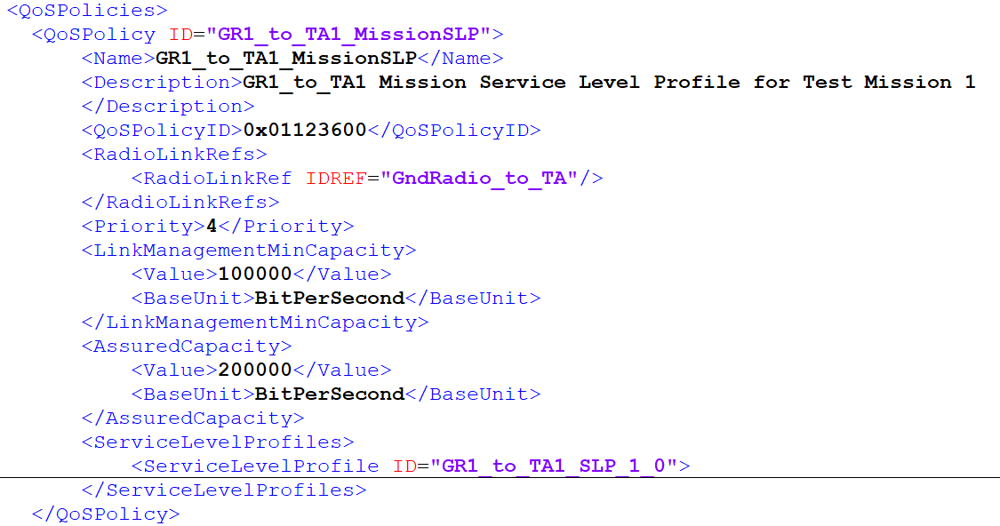 <QoSPolicies>
<QoSPolicy ID="GR1_to_TA1_MissionSLP">
<Name>GR1_to_TA1_MissionSLP</Name>
<Description>GR1_to_TA1 Mission Service Level Profile for Test Mission 1
</Description>
<QoSPolicyID>0x01123600</QoSPolicyID>
<RadioLinkRefs>
<RadioLinkRef IDREF="GndRadio_to_TA"/>
</RadioLinkRefs>
<Priority>4</Priority>
<LinkManagementMinCapacity>
<Value>100000</Value>
<BaseUnit>BitPerSecond</BaseUnit>
</LinkManagementMinCapacity>
<AssuredCapacity>
<Value>200000</Value>
<BaseUnit>BitPerSecond</BaseUnit>
</AssuredCapacity>
<ServiceLevelProfiles>
<ServiceLevelProfile ID="GR1_to_TA1_SLP_1_0">
</ServiceLevelProfiles>
</QoSPolicy>